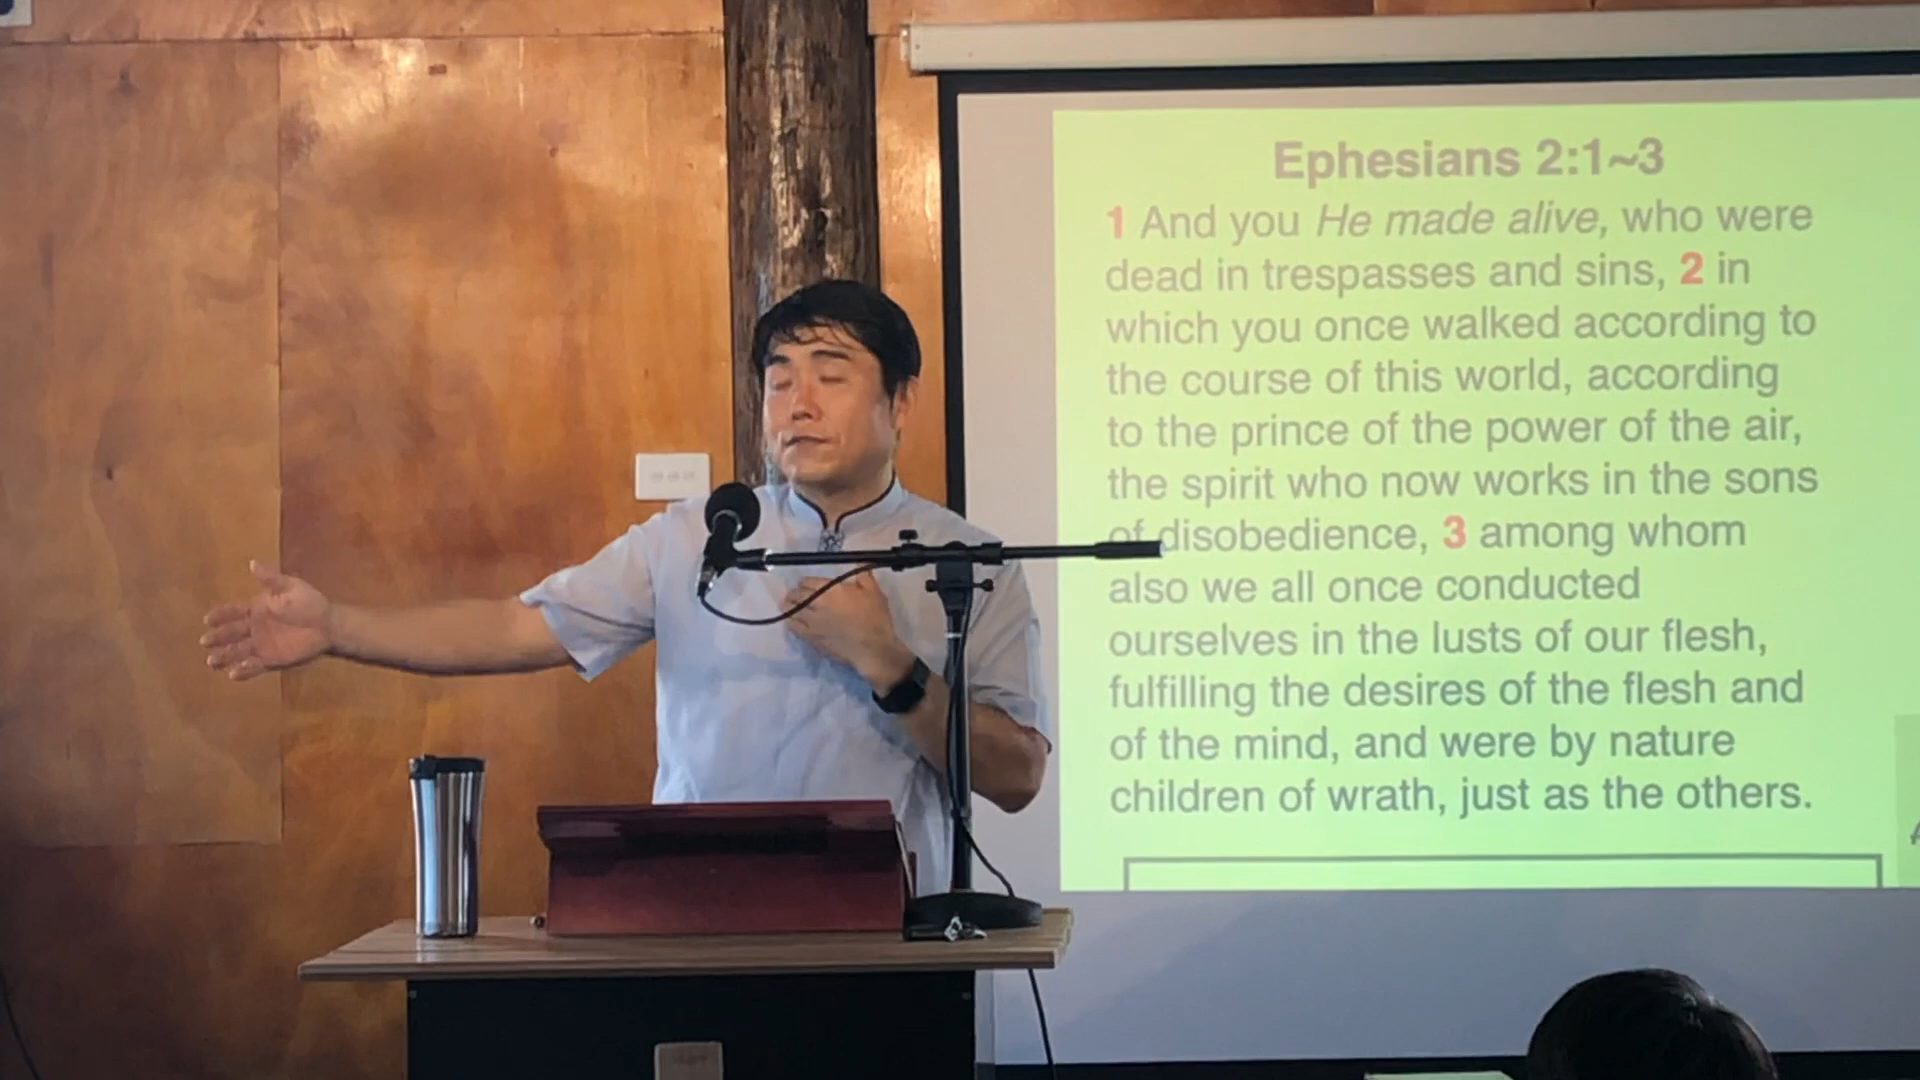 Ephesians 2:1~3
1 And you He made alive, who were
dead in trespasses and sins, 2 in
which you once walked according to
the course of this world, according
to the prince of the power of the air,
the spirit who now works in the sons
of disobedience, 3 among whom
also we all once conducted
ourselves in the lusts of our flesh,
fulfilling the desires of the flesh and
of the mind, and were by nature
children of wrath, just as the others.